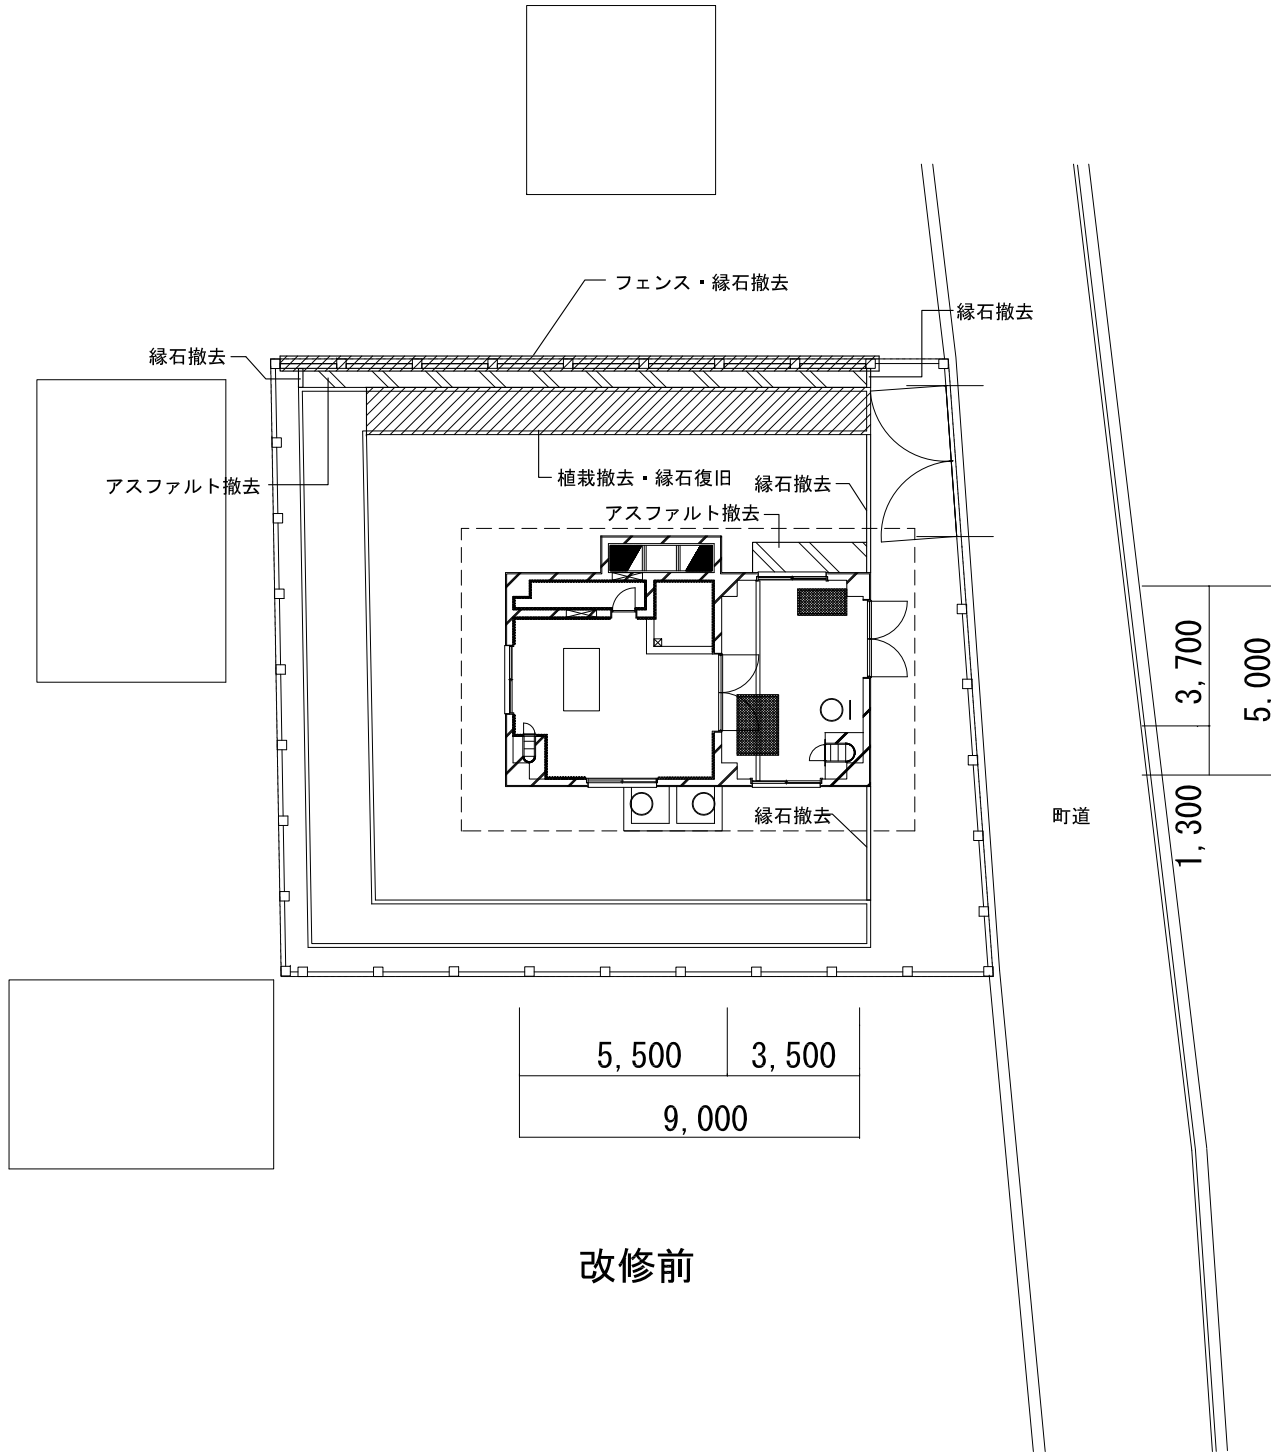 フェンス・縁石撤去
縁石撤去
縁石撤去
アスファルト撤去
植栽撤去・縁石復旧
縁石撤去
アスファルト撤去
3,700
5,000
1,300
縁石撤去
町道
5,500
3,500
9,000
改修前